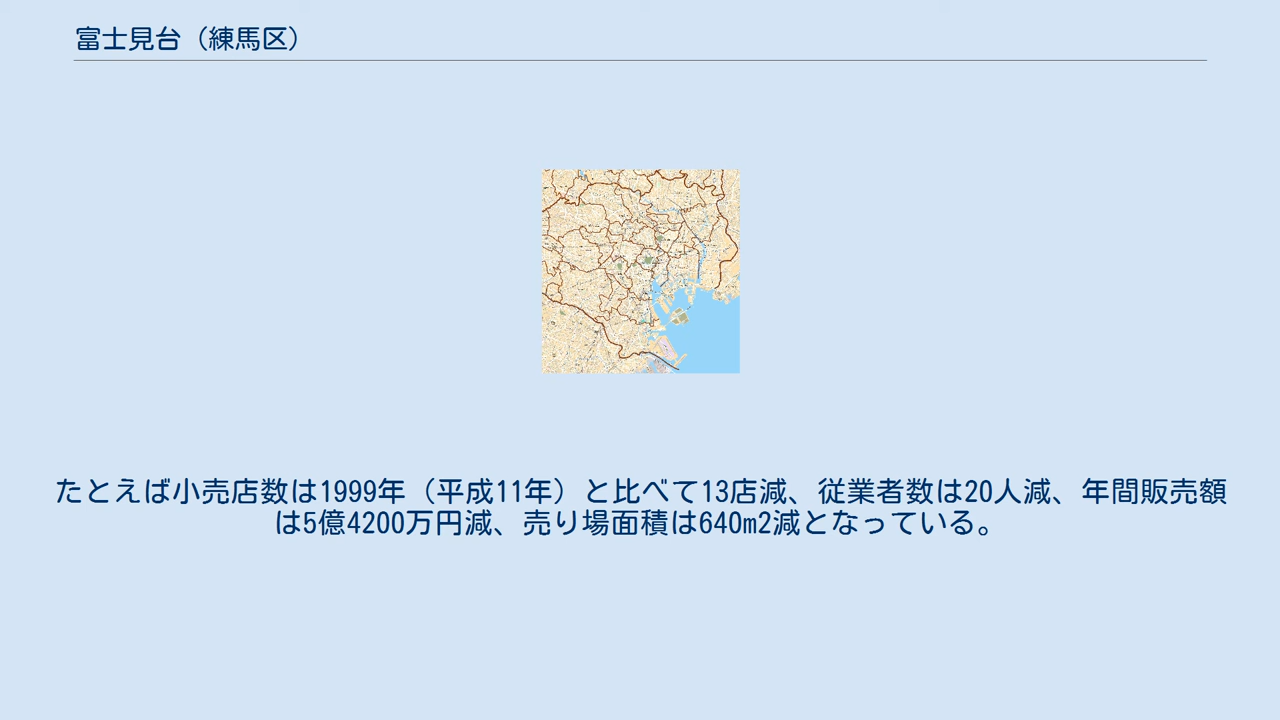 富士見台（練馬区）
たとえば小売店数は1999年（平成11年）と比べて13店減、従業者数は20人減、年間販売額
は5億4200万円減、売り場面積は640m2減となっている。